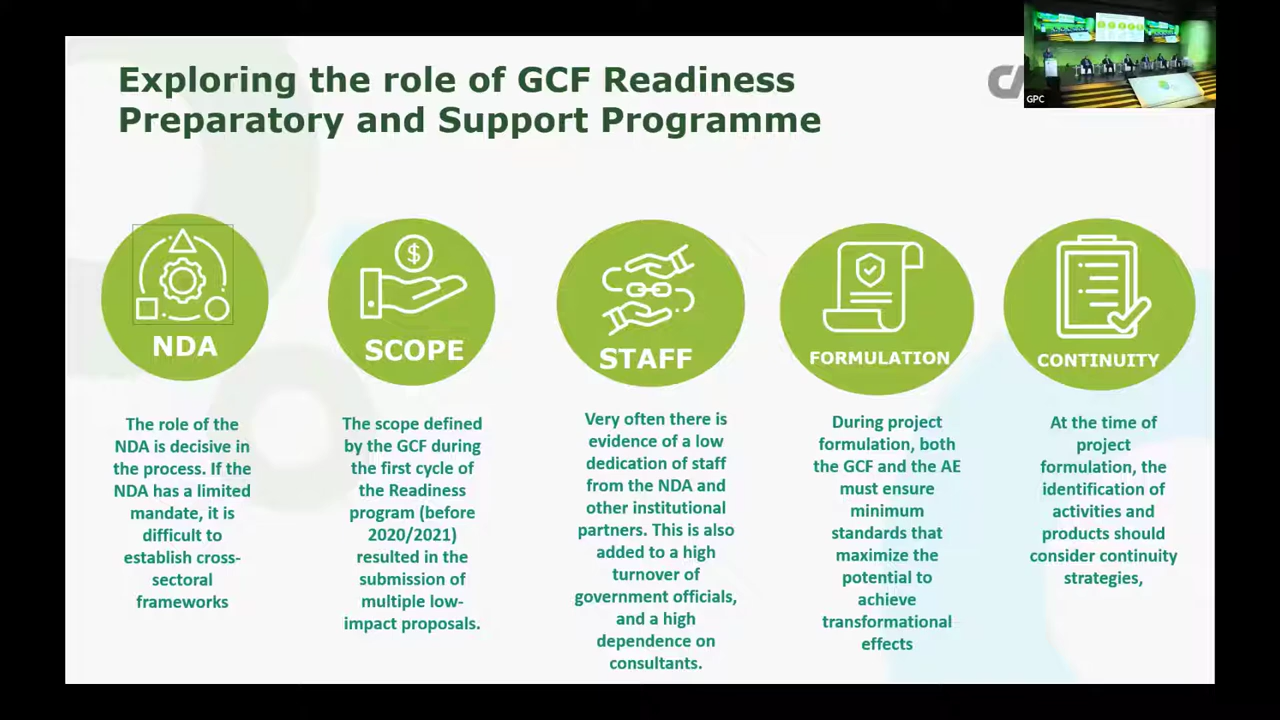 Exploring the role of GCF Readiness
Preparatory and Support Programme
GPC
NDA
The role of the
NDA is decisive in
the process. If the
NDA has a limited
mandate, it is
difficult to
establish cross-
sectoral
frameworks
SCOPE
The scope defined
by the GCF during
the first cycle of
the Readiness
program (before
2020/2021)
resulted in the
submission of
multiple low-
impact proposals.
STAFF
Very often there is
evidence of a low
dedication of staff
from the NDA and
other institutional
partners. This is also
added to a high
turnover of
government officials,
and a high
dependence on
consultants.
FORMULATION
During project
formulation, both
the GCF and the AE
must ensure
minimum
standards that
maximize the
potential to
achieve
transformational
effects
CONTINUITY
At the time of
project
formulation, the
identification of
activities and
products should
consider continuity
strategies,